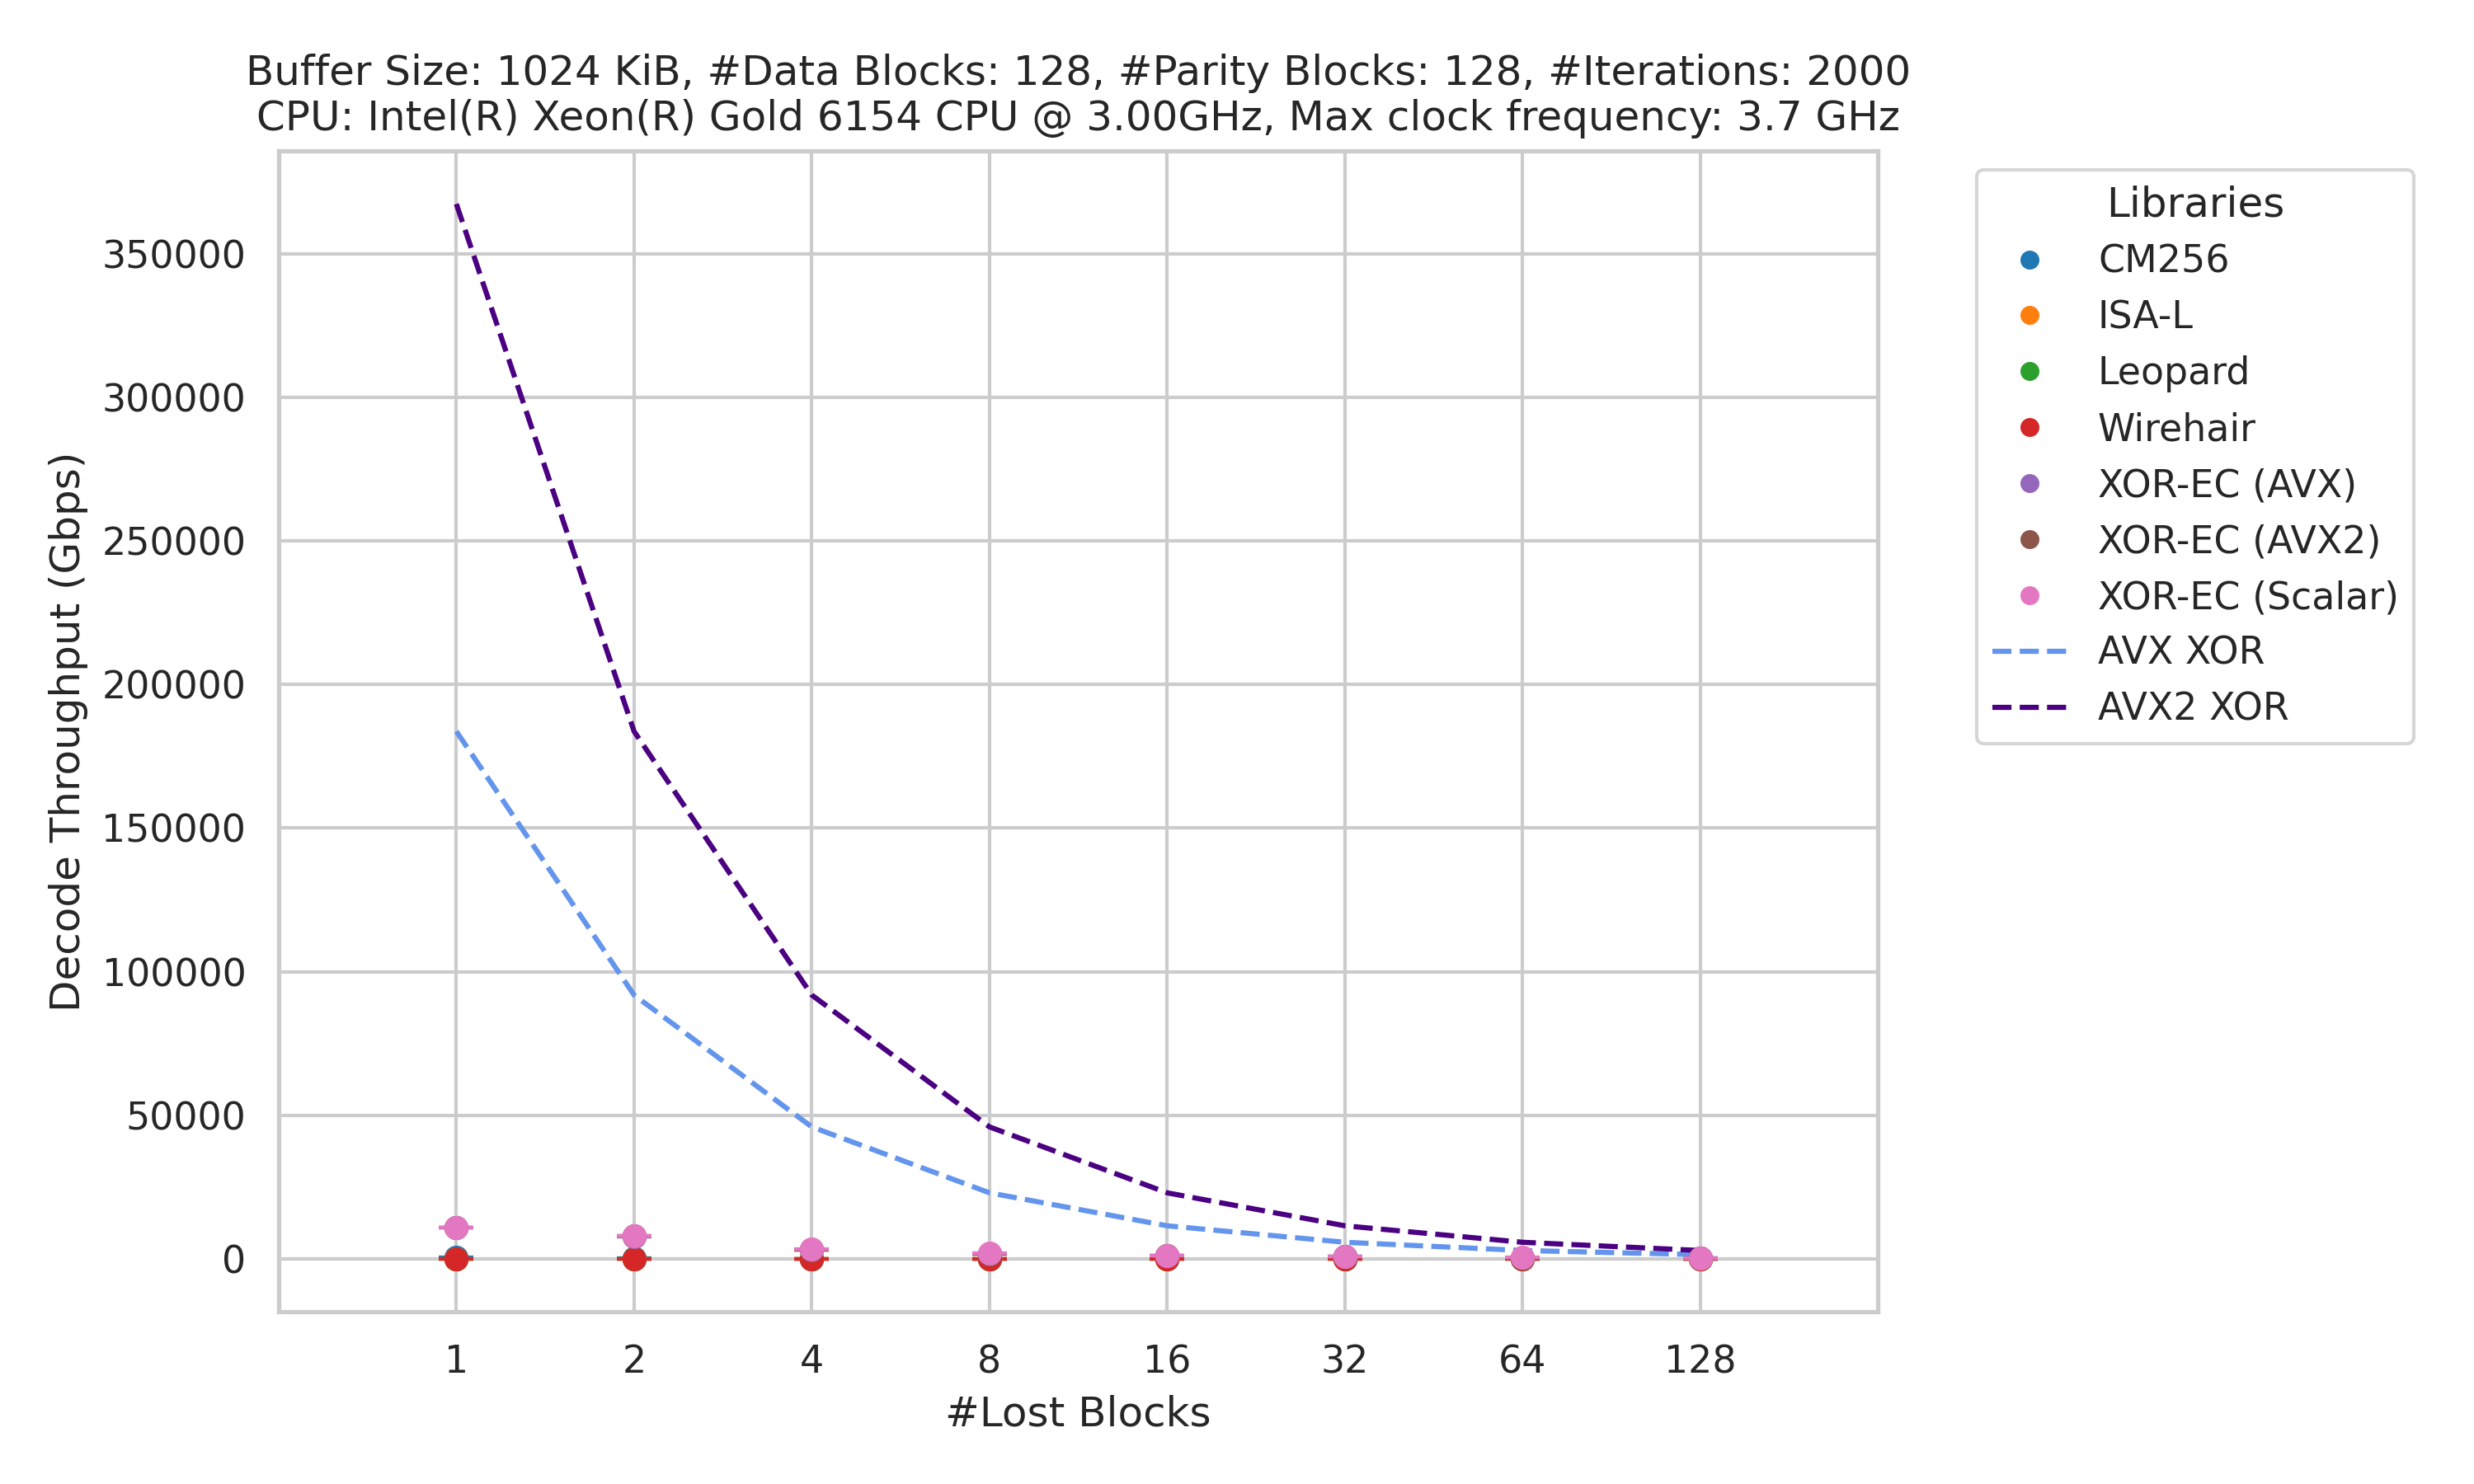 Buffer Size: 1024 KiB, #Data Blocks: 128, #Parity Blocks: 128, #Iterations: 2000
CPU: Intel(R) Xeon(R) Gold 6154 CPU @ 3.00GHz, Max clock frequency: 3.7 GHz
Decode Throughput (Gbps)
350000
300000
250000
200000
150000
100000
50000
0
1 2 4 8 16 32 64 128
#Lost Blocks
Libraries
CM256
ISA-L
Leopard
Wirehair
XOR-EC (AVX)
XOR-EC (AVX2)
XOR-EC (Scalar)
AVX XOR
AVX2 XOR